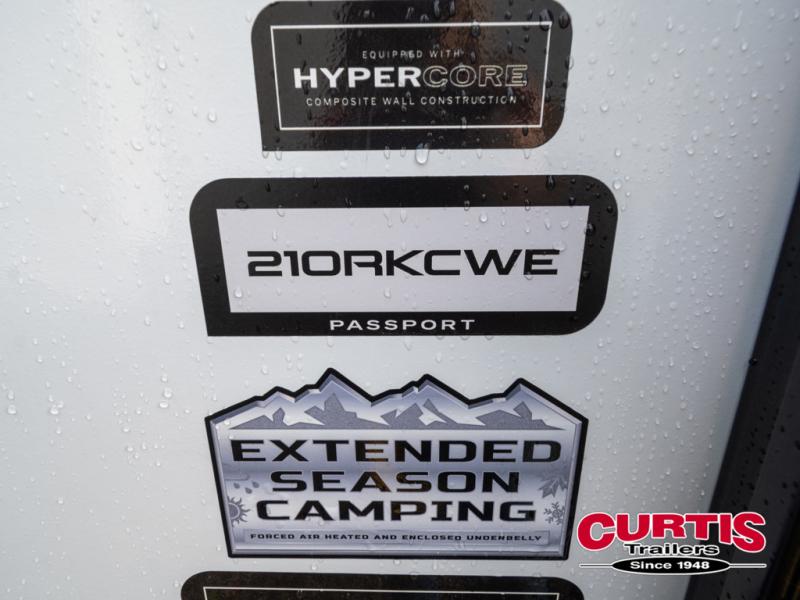 EQUIPPED WITH
HYPERCORE
COMPOSITE WALL CONSTRUCTION
210RKCWE
PASSPORT
EXTENDED
SEASON
CAMPING
FORCED AIR HEATED AND ENCLOSED UNDERBELLY
CURTIS
Trailers
Since 1948